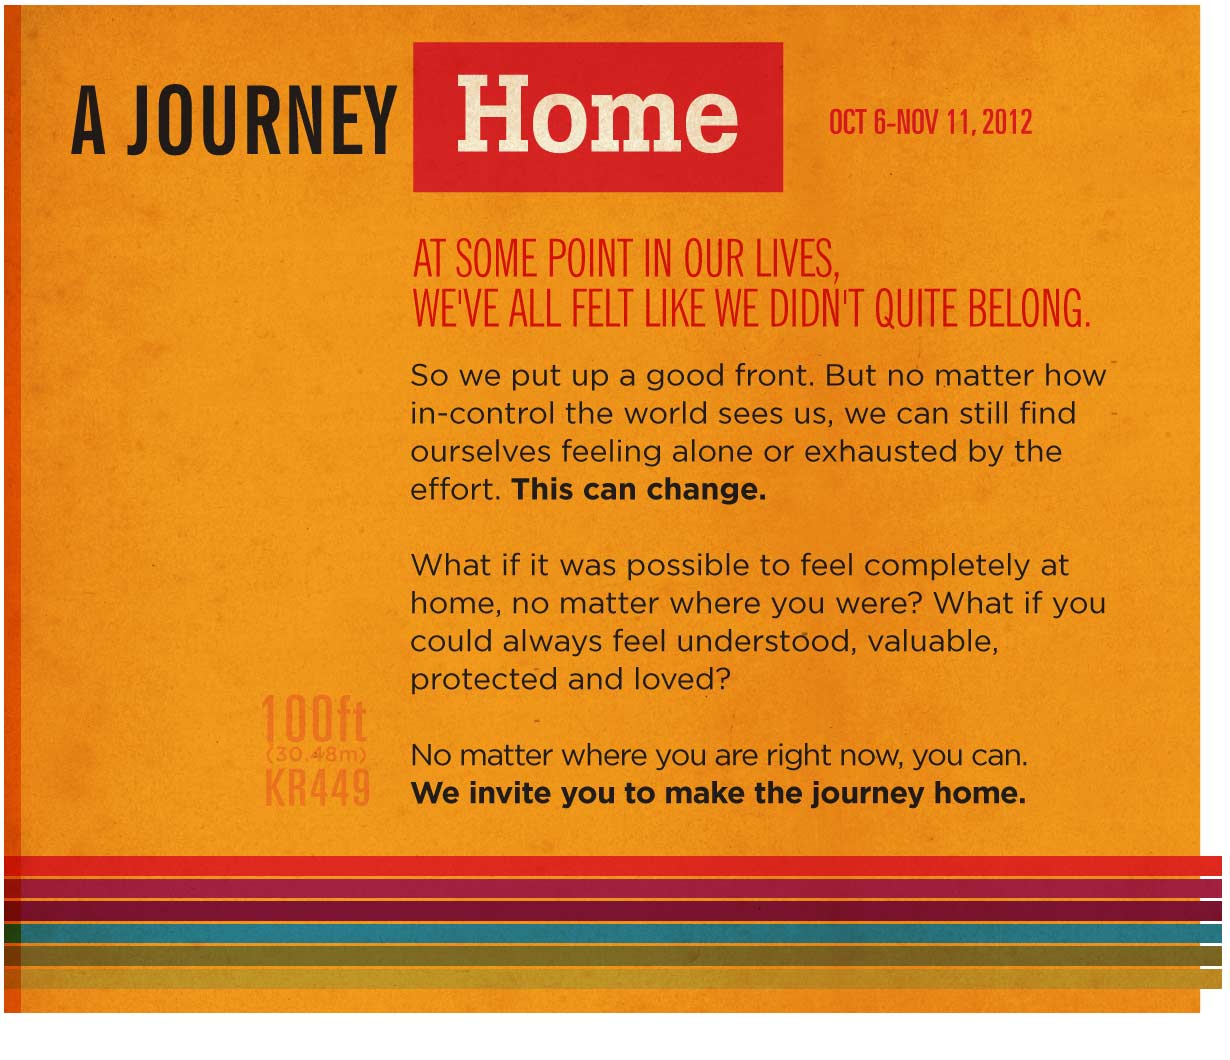 A JOURNEY Home OCT 6-NOV 11, 2012
AT SOME POINT IN OUR LIVES,
WE'VE ALL FELT LIKE WE DIDN'T QUITE BELONG.
So we put up a good front. But no matter how
in-control the world sees us, we can still find
ourselves feeling alone or exhausted by the
effort. This can change.
What if it was possible to feel completely at
home, no matter where you were? What if you
could always feel understood, valuable,
protected and loved?
100ft
(30.48m)
KR449
No matter where you are right now, you can.
We invite you to make the journey home.